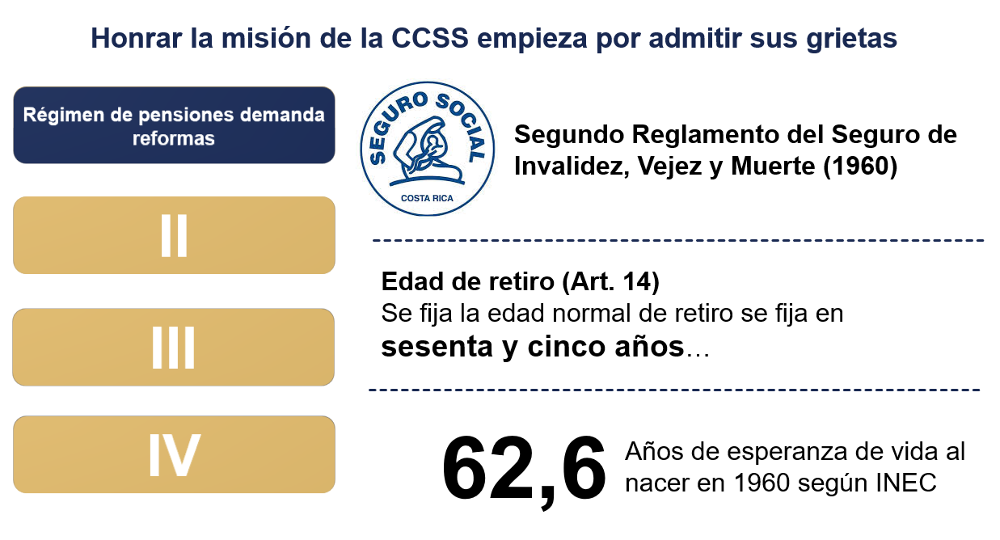 Honrar la misión de la CCSS empieza por admitir sus grietas
Régimen de pensiones demanda
reformas
II
III
IV
SEGURO SOCIAL
COSTA RICA
Segundo Reglamento del Seguro de
Invalidez, Vejez y Muerte (1960)
Edad de retiro (Art. 14)
Se fija la edad normal de retiro se fija en
sesenta y cinco años…
62,6
Años de esperanza de vida al
nacer en 1960 según INEC